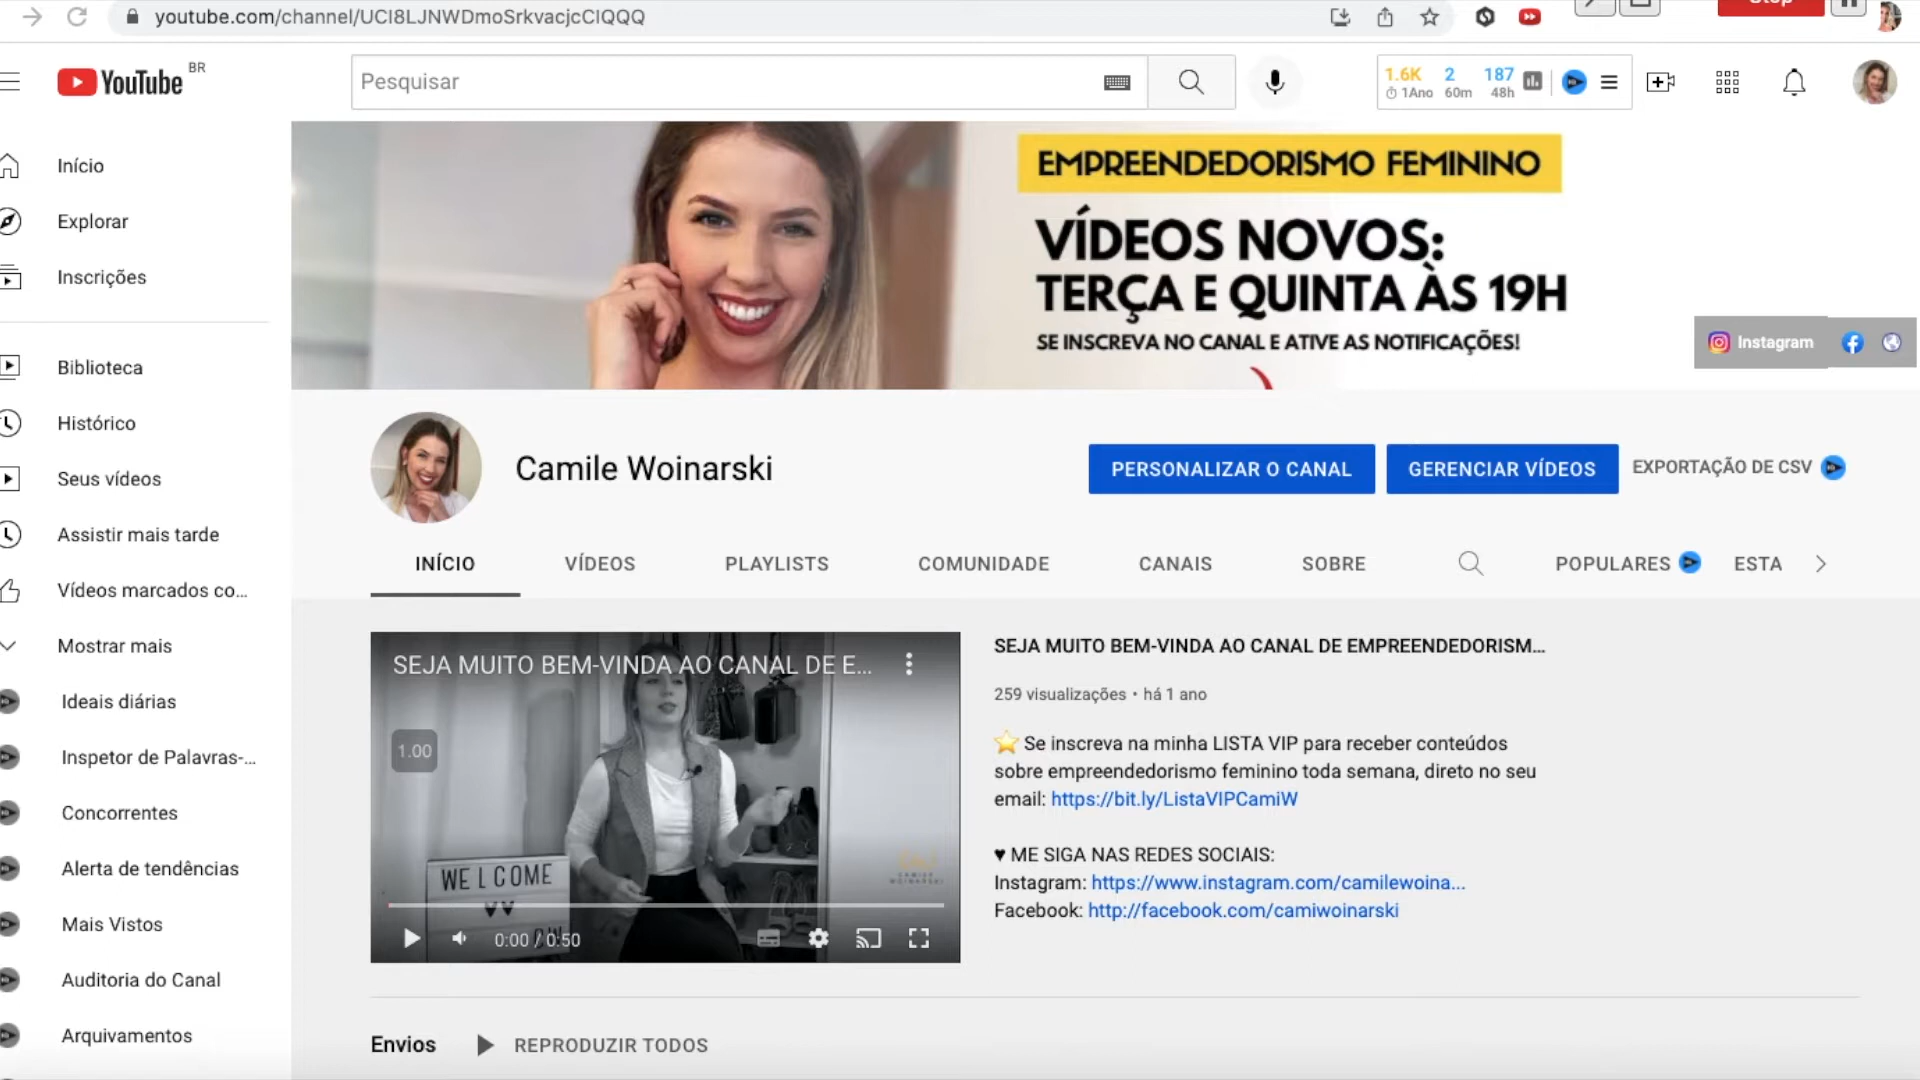 youtube.com/channel/UCI8LJNWDmoSrkvacjcCIQQQ
Stop
YouTube BR
Pesquisar
1.6K 2 187
1Ano 60m 48h
Início
Explorar
Inscrições
Biblioteca
Histórico
Seus vídeos
Assistir mais tarde
Vídeos marcados co...
Mostrar mais
Ideais diárias
Inspetor de Palavras-...
Concorrentes
Alerta de tendências
Mais Vistos
Auditoria do Canal
Arquivamentos
EMPREENDEDORISMO FEMININO
VÍDEOS NOVOS:
TERÇA E QUINTA ÀS 19H
SE INSCREVA NO CANAL E ATIVE AS NOTIFICAÇÕES!
Instagram
Camile Woinarski
PERSONALIZAR O CANAL
GERENCIAR VÍDEOS
EXPORTAÇÃO DE CSV
INÍCIO
VÍDEOS
PLAYLISTS
COMUNIDADE
CANAIS
SOBRE
POPULARES
ESTA
SEJA MUITO BEM-VINDA AO CANAL DE E...
1.00
WELCOME
0:00 / 0:50
SEJA MUITO BEM-VINDA AO CANAL DE EMPREENDEDORISM...
259 visualizações • há 1 ano
⭐ Se inscreva na minha LISTA VIP para receber conteúdos
sobre empreendedorismo feminino toda semana, direto no seu
email: https://bit.ly/ListaVIPCamiW
♥ ME SIGA NAS REDES SOCIAIS:
Instagram: https://www.instagram.com/camilewoina...
Facebook: http://facebook.com/camiwoinarski
Envios
REPRODUZIR TODOS